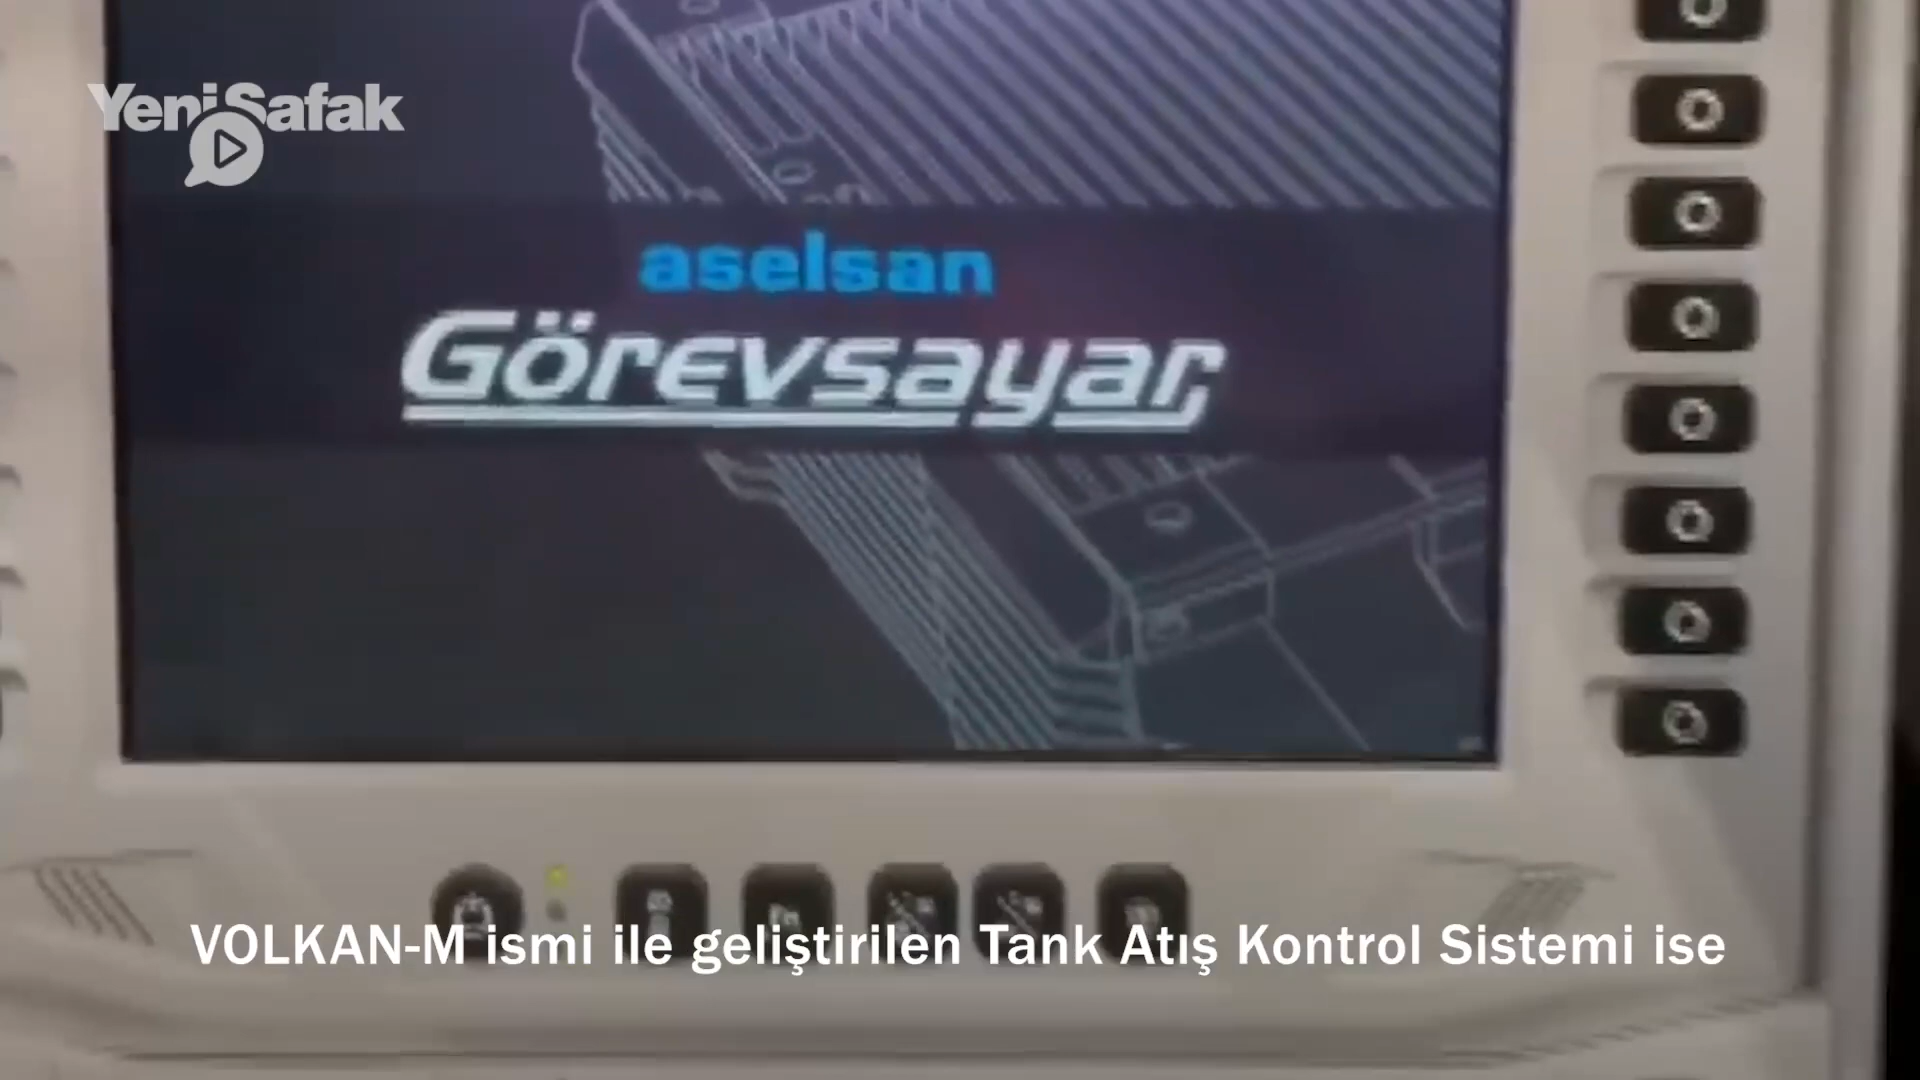 YeniSafak
aselsan
Görevsayar
VOLKAN-M ismi ile geliştirilen Tank Atış Kontrol Sistemi ise